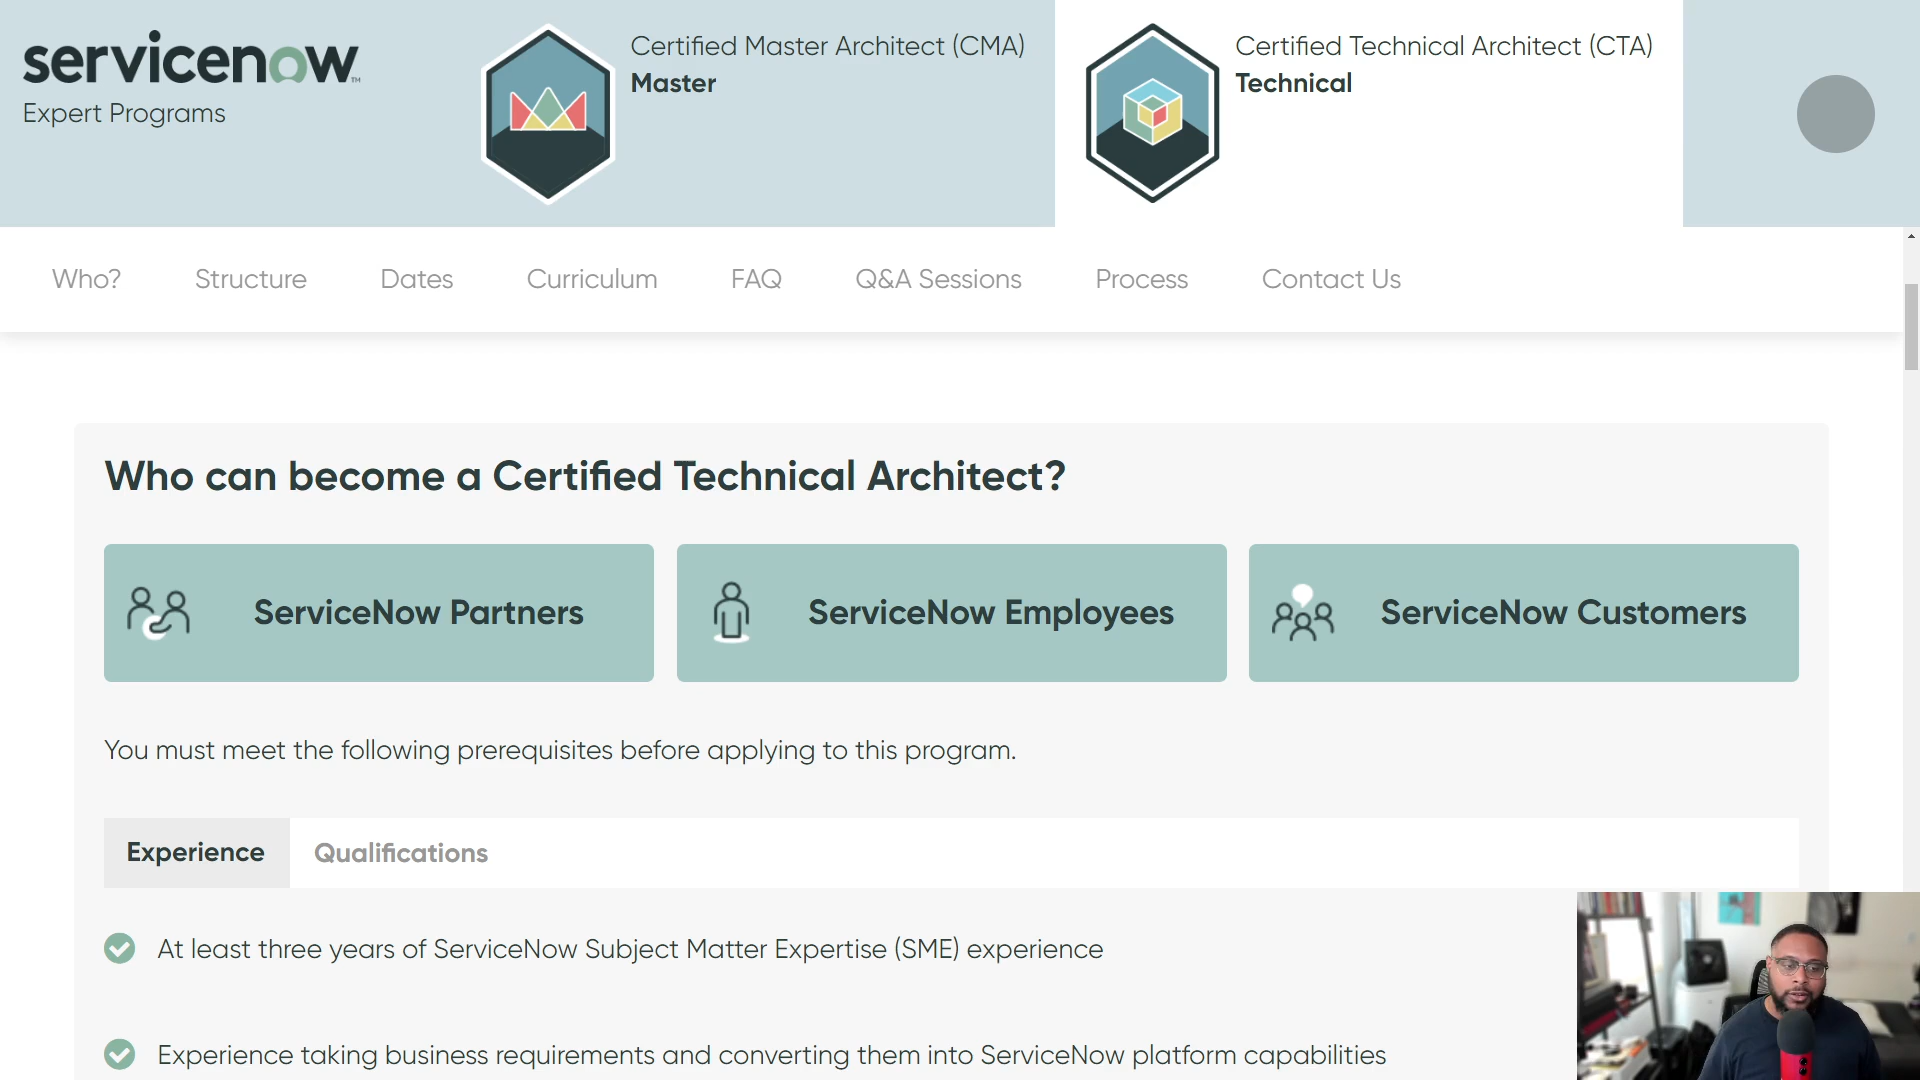 servicenow™
Expert Programs
Certified Master Architect (CMA)
Master
Certified Technical Architect (CTA)
Technical
Who?
Structure
Dates
Curriculum
FAQ
Q&A Sessions
Process
Contact Us
Who can become a Certified Technical Architect?
ServiceNow Partners
ServiceNow Employees
ServiceNow Customers
You must meet the following prerequisites before applying to this program.
Experience
Qualifications
At least three years of ServiceNow Subject Matter Expertise (SME) experience
Experience taking business requirements and converting them into ServiceNow platform capabilities